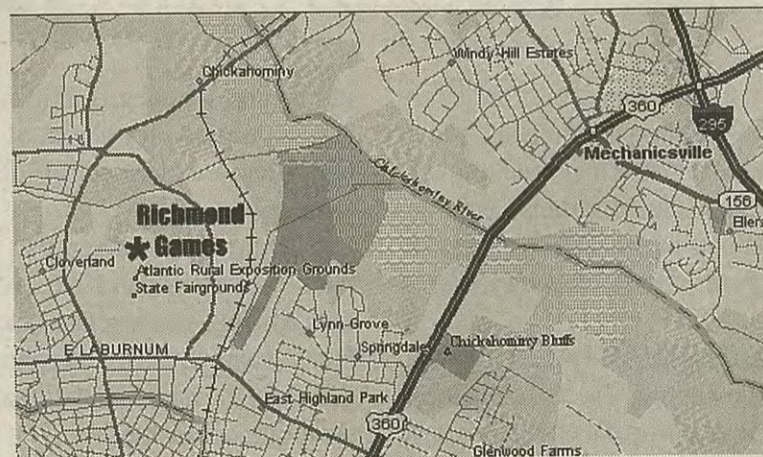 Chickahominy
Windy Hill Estates
360
295
Mechanicsville
Chickahominy River
156
Ellers
Richmond
Games
Cloverland
Atlantic Rural Exposition Grounds
State Fairgrounds
Lynn Grove
E LABURNUM
Springdale
Chickahominy Bluffs
East Highland Park
360
Glenwood Farms